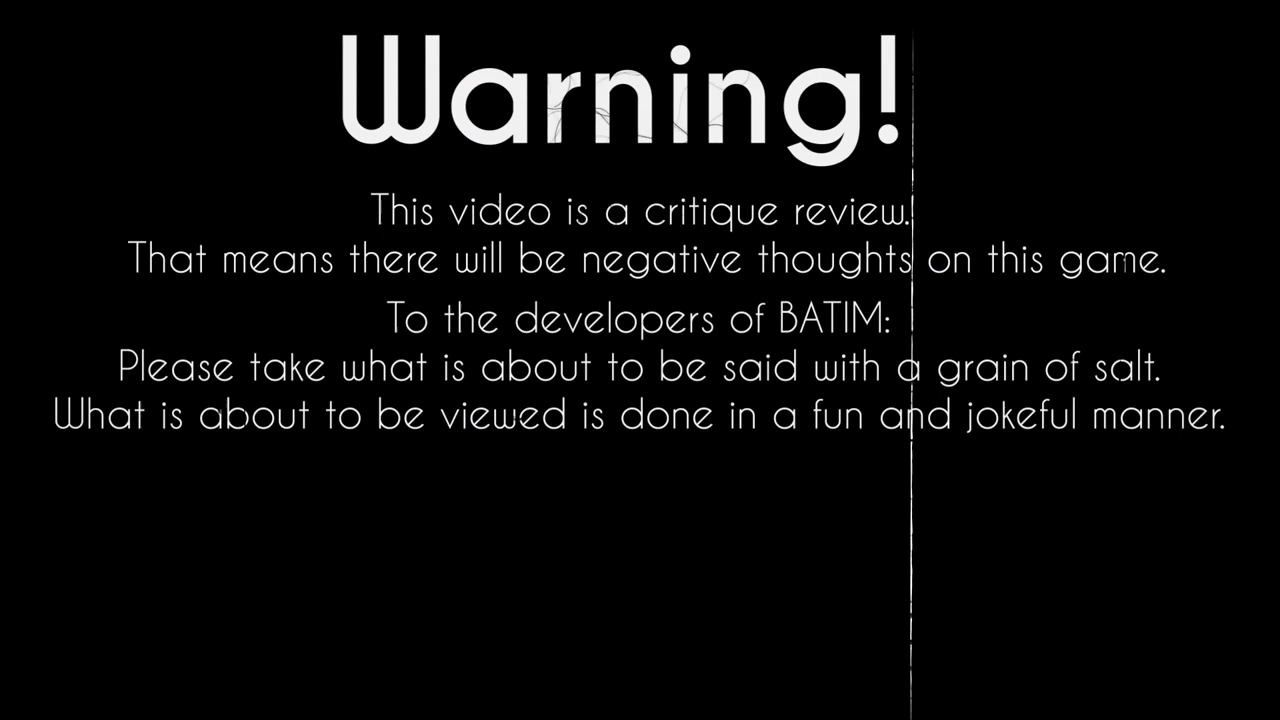 Warning!
This video is a critique review.
That means there will be negative thoughts on this game.
To the developers of BATIM:
Please take what is about to be said with a grain of salt.
What is about to be viewed is done in a fun and jokeful manner.